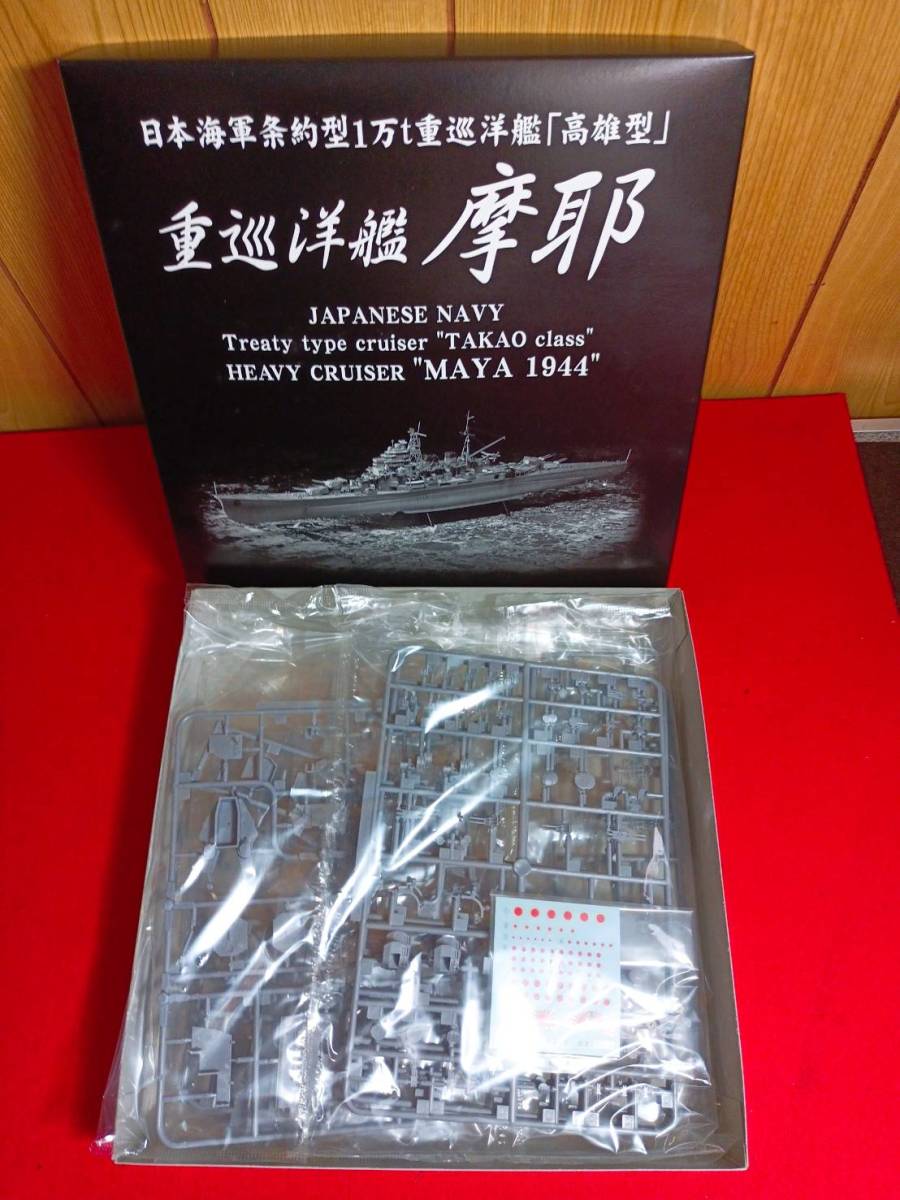 日本海軍条約型1万t重巡洋艦「高雄型」
重巡洋艦 摩耶
JAPANESE NAVY
Treaty type cruiser "TAKAO class"
HEAVY CRUISER "MAYA 1944"